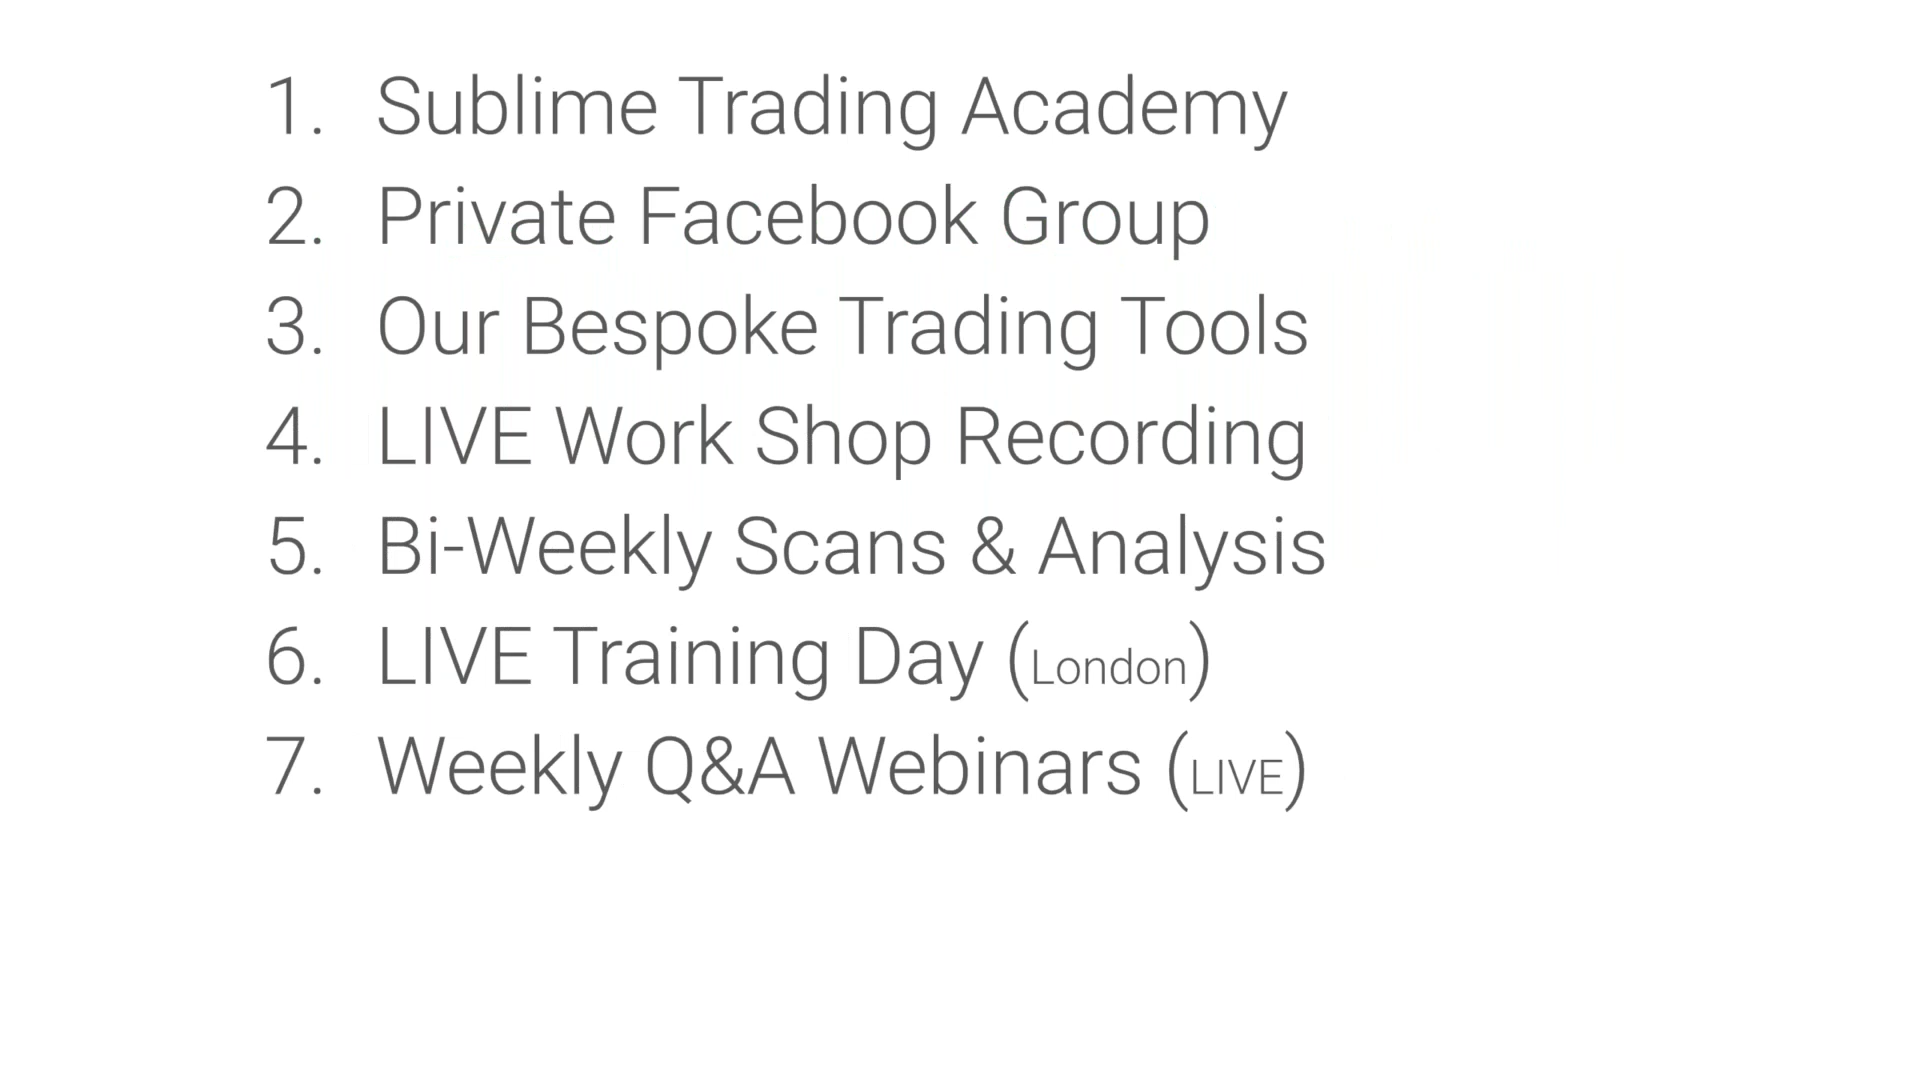 1. Sublime Trading Academy
2. Private Facebook Group
3. Our Bespoke Trading Tools
4. LIVE Work Shop Recording
5. Bi-Weekly Scans & Analysis
6. LIVE Training Day (London)
7. Weekly Q&A Webinars (LIVE)